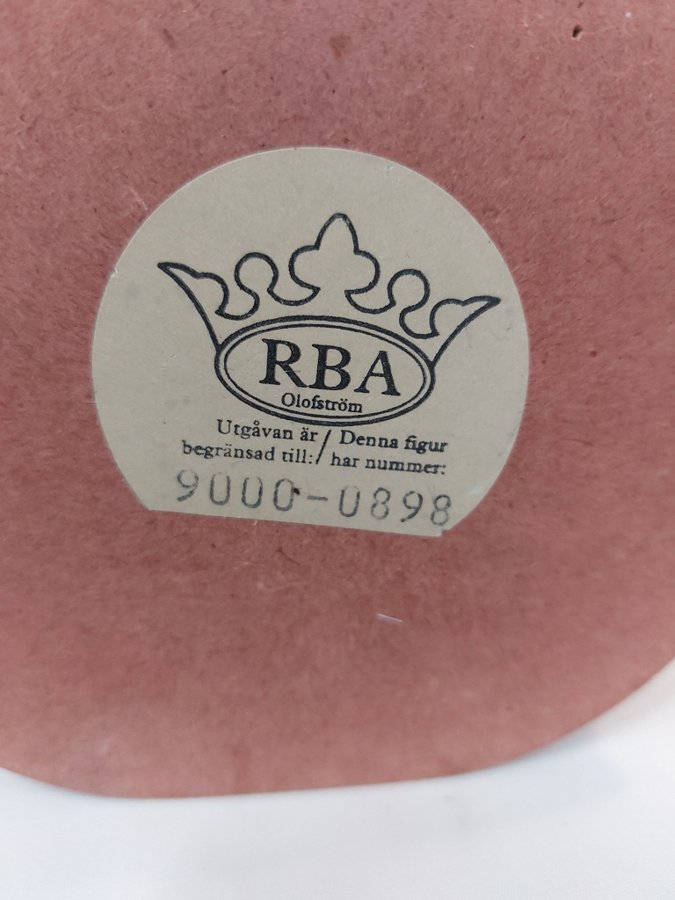 RBA
Olofström
Utgåvan är / Denna figur
begränsad till: / har nummer:
9000-0898